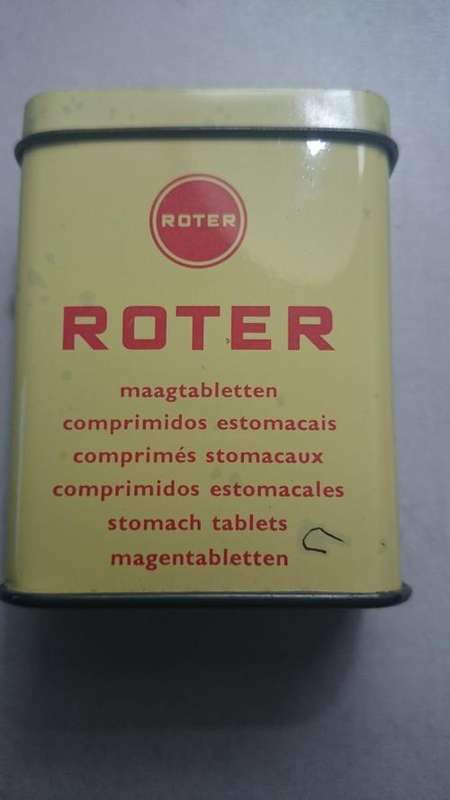 ROTER
ROTER
maagtabletten
comprimidos estomacais
comprimés stomacaux
comprimidos estomacales
stomach tablets
magentabletten